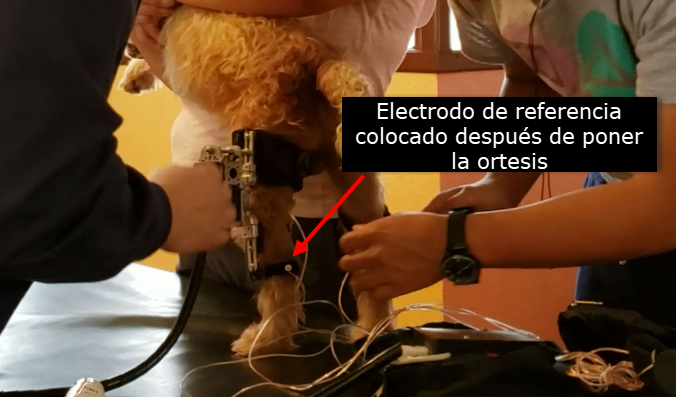 Electrodo de referencia
colocado después de poner
la ortesis